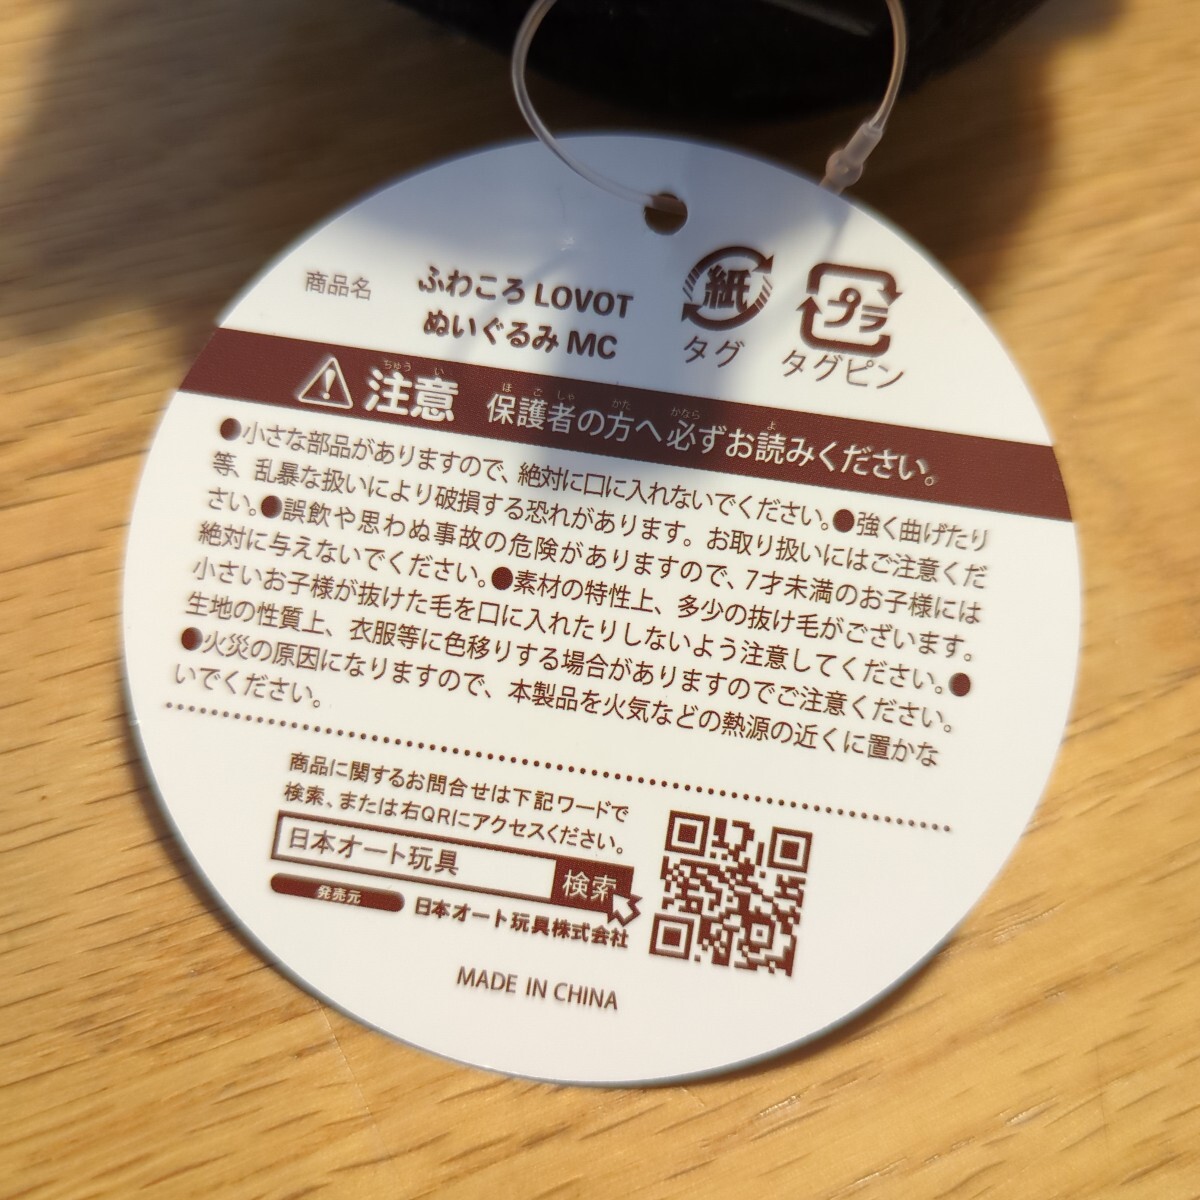 商品名
ふわころ LOVOT
ぬいぐるみ MC
紙
タグ
プラ
タグピン
注意 保護者の方へ必ずお読みください。
●小さな部品がありますので、絶対に口に入れないでください。●強く曲げたり
等、乱暴な扱いにより破損する恐れがあります。お取り扱いにはご注意くだ
さい。●誤飲や思わぬ事故の危険がありますので、7才未満のお子様には
絶対に与えないでください。●素材の特性上、多少の抜け毛がございます。
小さいお子様が抜けた毛を口に入れたりしないよう注意してください。●
生地の性質上、衣服等に色移りする場合がありますのでご注意ください。
●火災の原因になりますので、本製品を火気などの熱源の近くに置かな
いでください。
商品に関するお問合せは下記ワードで
検索、または右QRにアクセスください。
日本オート玩具 検索
発売元 日本オート玩具株式会社
MADE IN CHINA